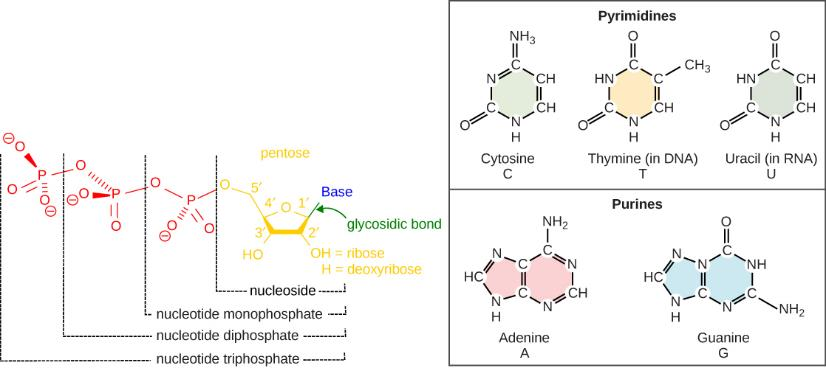 ⊖
O
P
O
O
O⊖
P
⊖O
O
O
P
O
⊖
O
O
pentose
5′
4′
O
1′
Base
3′
2′
glycosidic bond
HO
OH = ribose
H = deoxyribose
nucleoside
nucleotide monophosphate
nucleotide diphosphate
nucleotide triphosphate
Pyrimidines
NH3
C
N
CH
C
CH
O
N
H
Cytosine
C
O
C
CH3
HN
C
C
CH
O
N
H
Thymine (in DNA)
T
O
C
HN
CH
C
CH
O
N
H
Uracil (in RNA)
U
Purines
NH2
C
N
C
N
HC
C
CH
N
N
H
Adenine
A
O
C
N
N
NH
HC
C
C
N
N
H
NH2
Guanine
G